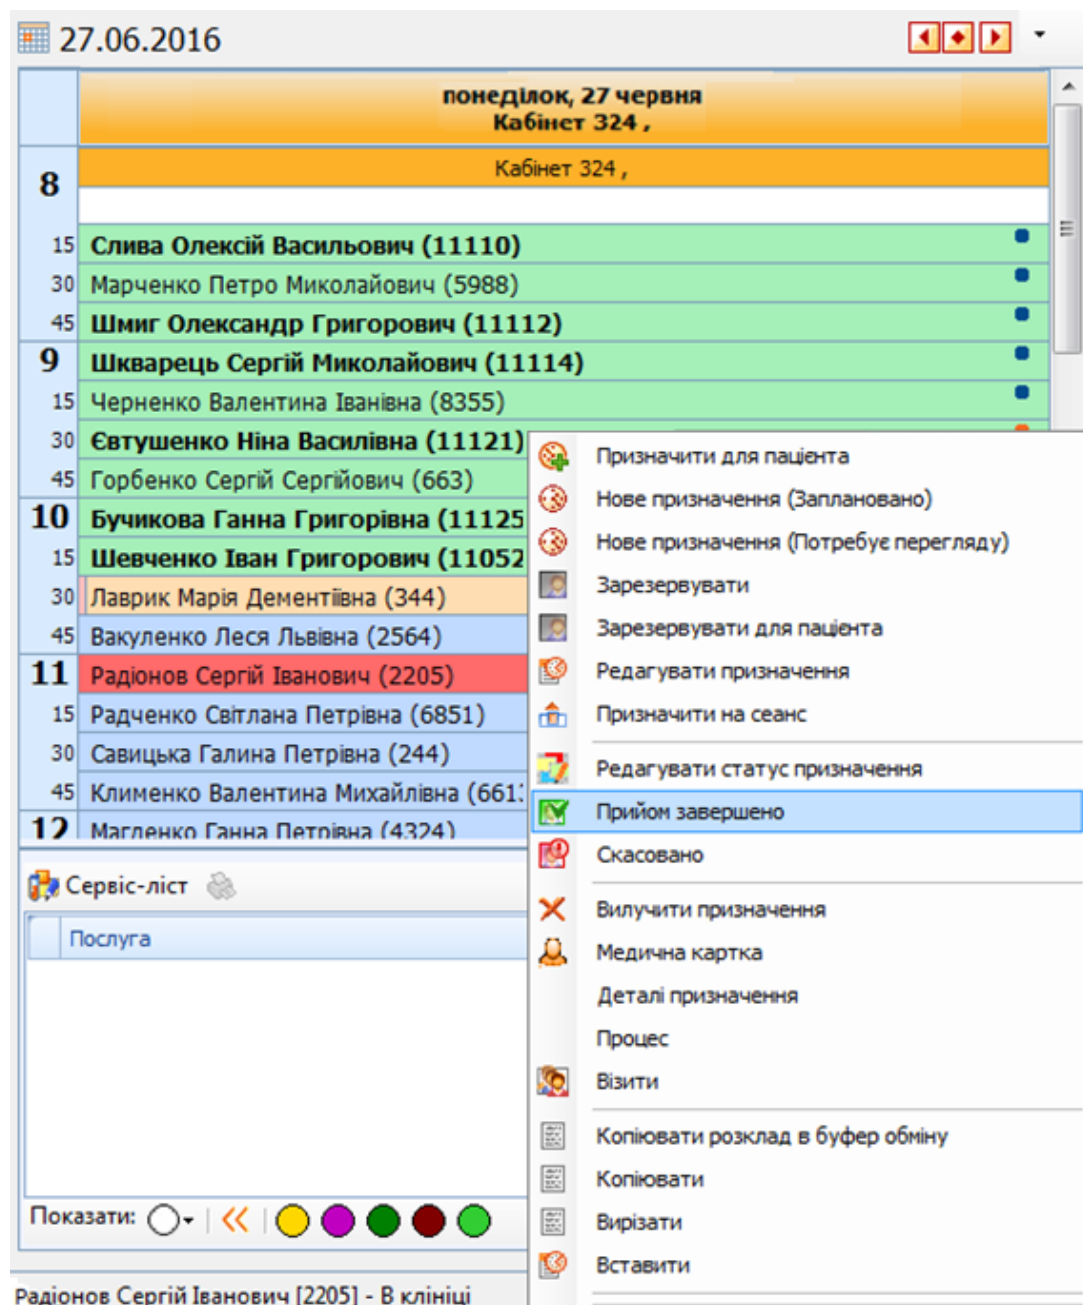 27.06.2016
понеділок, 27 червня
Кабінет 324 ,
8
Кабінет 324 ,
15 Слива Олексій Васильович (11110)
30 Марченко Петро Миколайович (5988)
45 Шмиг Олександр Григорович (11112)
9 Шкварець Сергій Миколайович (11114)
15 Черненко Валентина Іванівна (8355)
30 Євтушенко Ніна Василівна (11121)
45 Горбенко Сергій Сергійович (663)
10 Бучикова Ганна Григорівна (11125
15 Шевченко Іван Григорович (11052
30 Лаврик Марія Дементіївна (344)
45 Вакуленко Леся Львівна (2564)
11 Радіонов Сергій Іванович (2205)
15 Радченко Світлана Петрівна (6851)
30 Савицька Галина Петрівна (244)
45 Клименко Валентина Михайлівна (661
12 Магденко Ганна Петрівна (4324)
Призначити для пацієнта
Нове призначення (Заплановано)
Нове призначення (Потребує перегляду)
Зарезервувати
Зарезервувати для пацієнта
Редагувати призначення
Призначити на сеанс
Редагувати статус призначення
Прийом завершено
Скасовано
Вилучити призначення
Медична картка
Деталі призначення
Процес
Візити
Копіювати розклад в буфер обміну
Копіювати
Вирізати
Вставити
Сервіс-ліст
Послуга
Показати:
Радіонов Сергій Іванович [2205] - В клініці